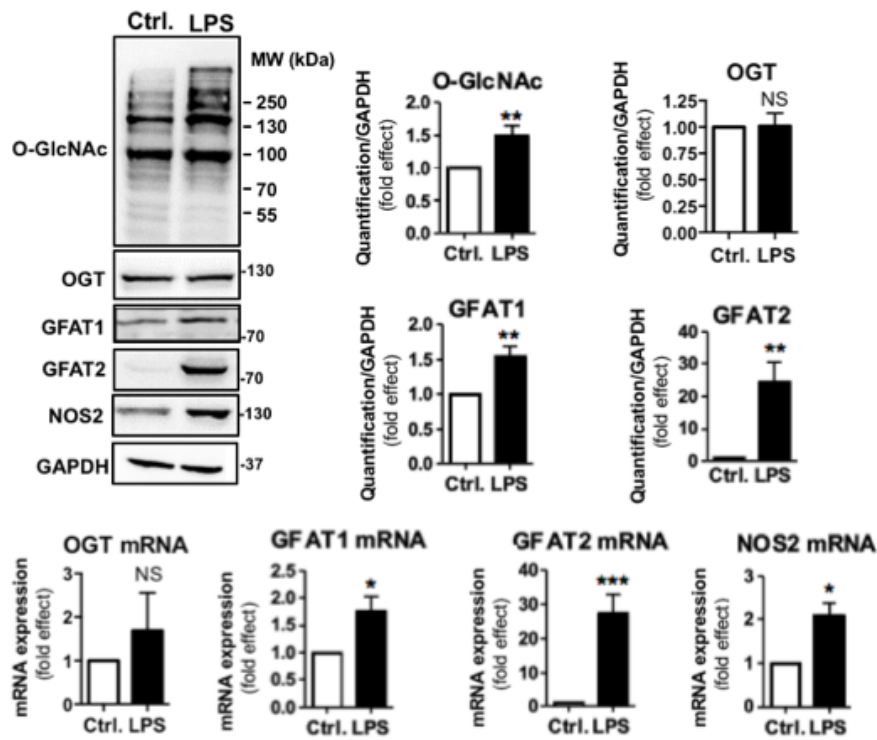 Ctrl. LPS
MW (kDa)
O-GlcNAc
- 250
- 130
- 100
- 70
- 55
OGT
-130
GFAT1
-70
GFAT2
-70
NOS2
-130
GAPDH
-37
O-GlcNAc
Quantification/GAPDH
(fold effect)
2.0
1.5
1.0
0.5
0.0
**
Ctrl. LPS
OGT
Quantification/GAPDH
(fold effect)
1.25
1.00
0.75
0.50
0.25
0.00
NS
Ctrl. LPS
GFAT1
Quantification/GAPDH
(fold effect)
2.0
1.5
1.0
0.5
0.0
**
Ctrl. LPS
GFAT2
Quantification/GAPDH
(fold effect)
40
30
20
10
0
**
Ctrl. LPS
OGT mRNA
mRNA expression
(fold effect)
3
2
1
0
NS
Ctrl. LPS
GFAT1 mRNA
mRNA expression
(fold effect)
2.5
2.0
1.5
1.0
0.5
0.0
*
Ctrl. LPS
GFAT2 mRNA
mRNA expression
(fold effect)
40
30
20
10
0
***
Ctrl. LPS
NOS2 mRNA
mRNA expression
(fold effect)
3
2
1
0
*
Ctrl. LPS